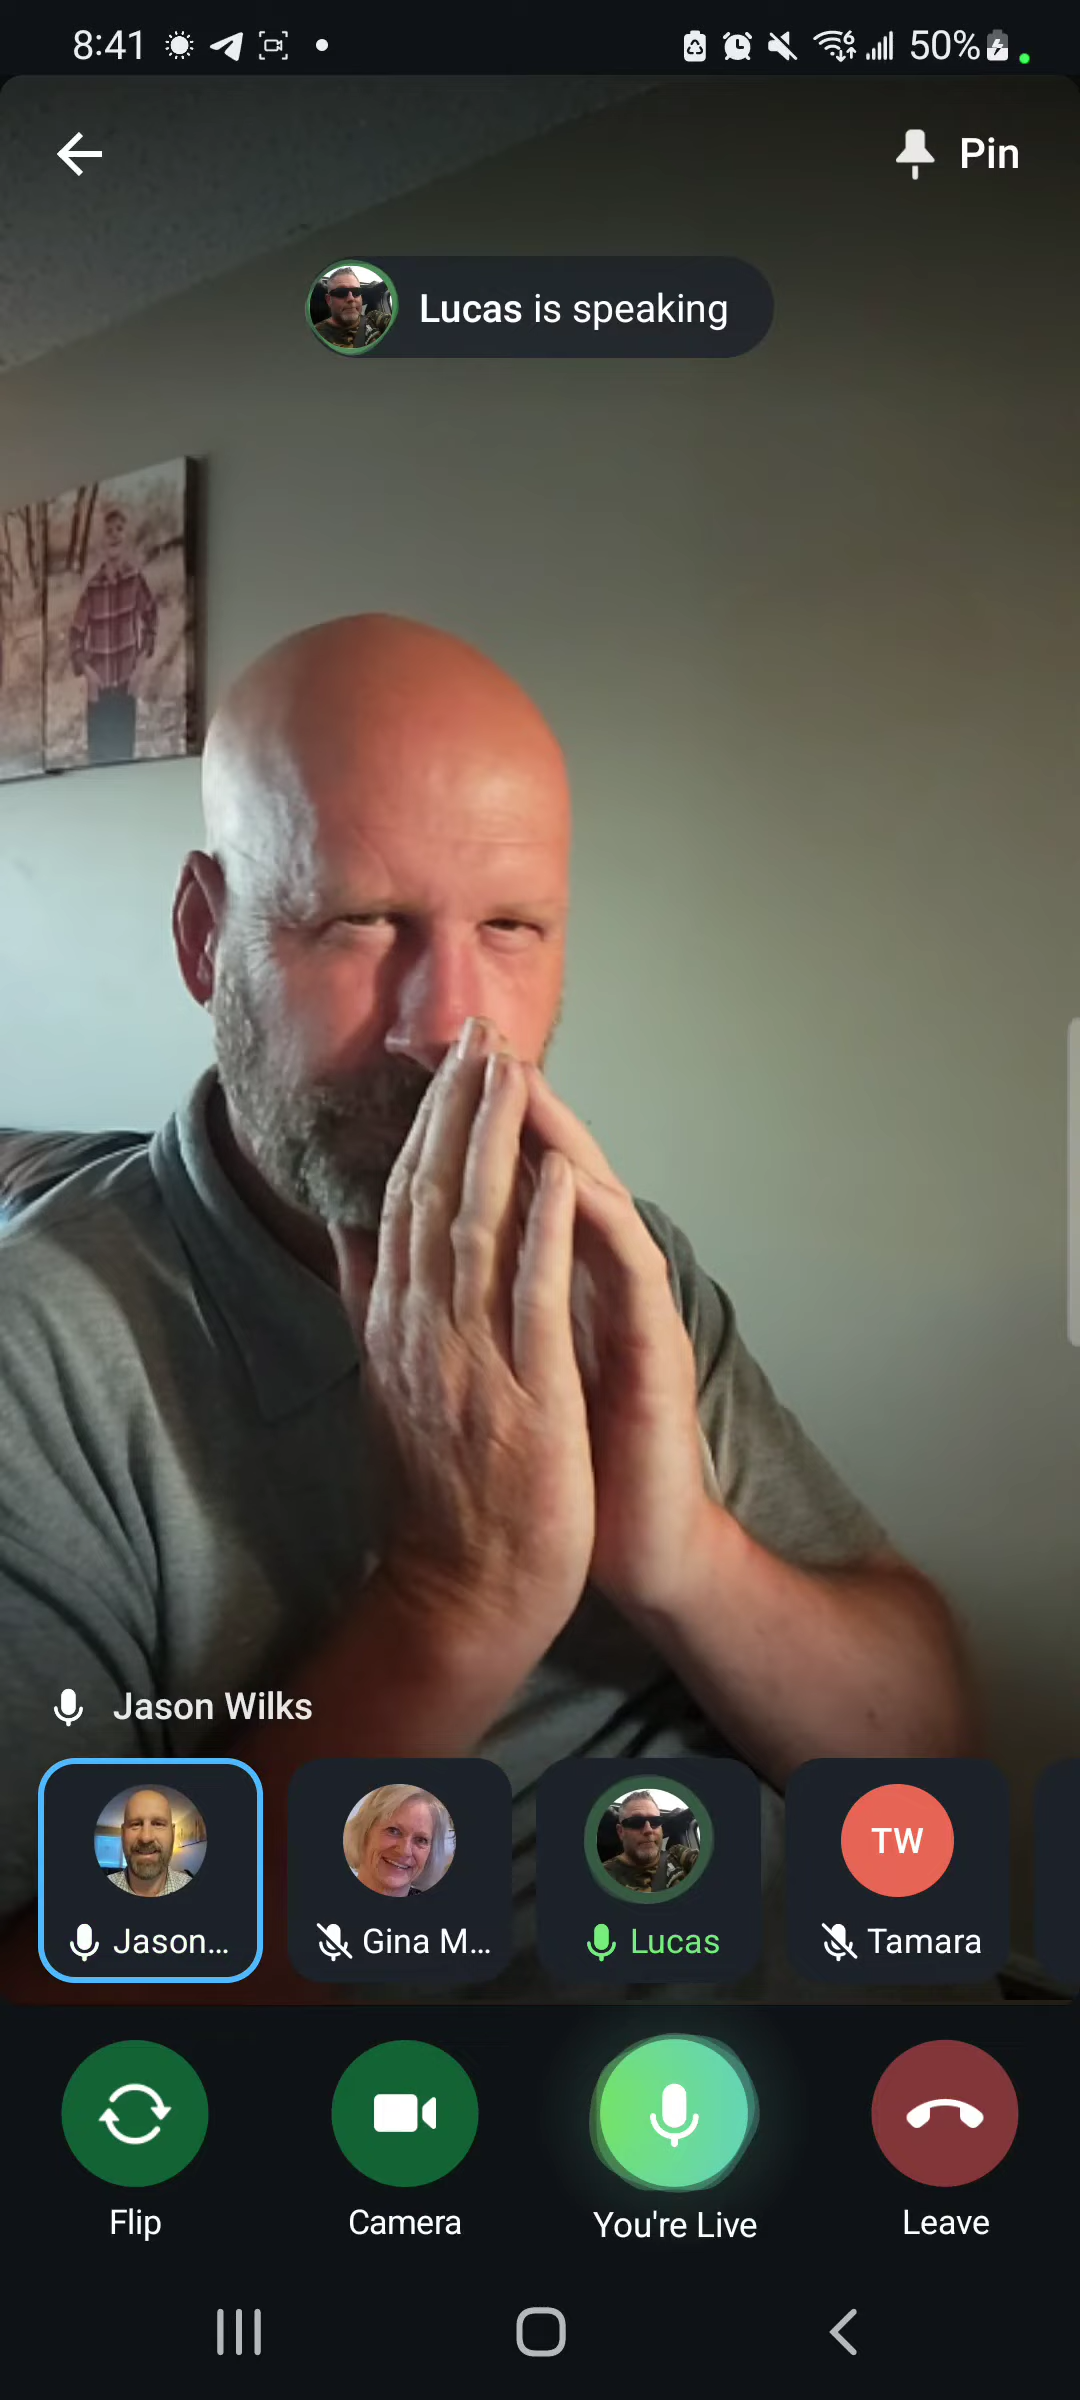 8:41
50%
Pin
Lucas is speaking
Jason Wilks
Jason...
Gina M...
Lucas
TW
Tamara
Flip
Camera
You're Live
Leave